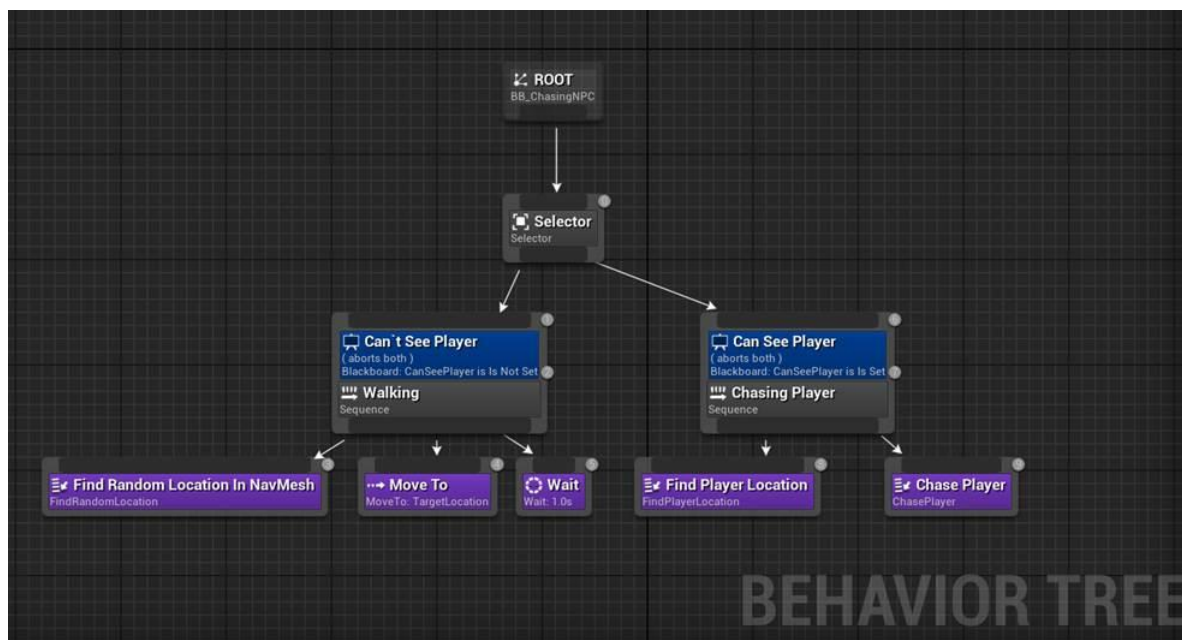 ROOT
BB_ChasingNPC
Selector
Selector
Can`t See Player
( aborts both )
Blackboard: CanSeePlayer is Is Not Set
Walking
Sequence
Can See Player
( aborts both )
Blackboard: CanSeePlayer is Is Set
Chasing Player
Sequence
Find Random Location In NavMesh
FindRandomLocation
Move To
MoveTo: TargetLocation
Wait
Wait: 1.0s
Find Player Location
FindPlayerLocation
Chase Player
ChasePlayer
BEHAVIOR TREE